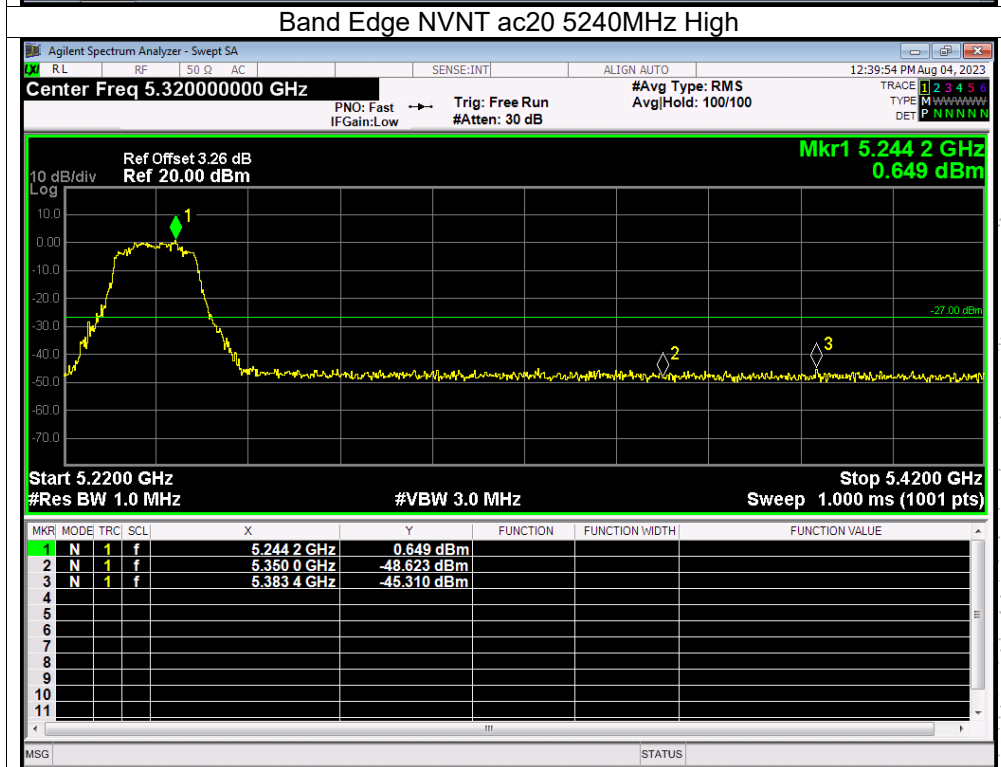 Band Edge NVNT ac20 5240MHz High
Agilent Spectrum Analyzer - Swept SA
LXI RL RF 50 Ω AC SENSE:INT ALIGN AUTO 12:39:54 PM Aug 04, 2023
Center Freq 5.320000000 GHz #Avg Type: RMS TRACE 1 2 3 4 5 6
PNO: Fast Trig: Free Run Avg|Hold: 100/100 TYPE M WWWWW
IFGain:Low #Atten: 30 dB DET P N N N N N
Ref Offset 3.26 dB Mkr1 5.244 2 GHz
10 dB/div Ref 20.00 dBm 0.649 dBm
Log
10.0
1
0.00
-10.0
-20.0
-27.00 dBm
-30.0
-40.0
2 3
-50.0
-60.0
-70.0
Start 5.2200 GHz Stop 5.4200 GHz
#Res BW 1.0 MHz #VBW 3.0 MHz Sweep 1.000 ms (1001 pts)
MKR MODE TRC SCL X Y FUNCTION FUNCTION WIDTH FUNCTION VALUE
1 N 1 f 5.244 2 GHz 0.649 dBm
2 N 1 f 5.350 0 GHz -48.623 dBm
3 N 1 f 5.383 4 GHz -45.310 dBm
4
5
6
7
8
9
10
11
MSG STATUS